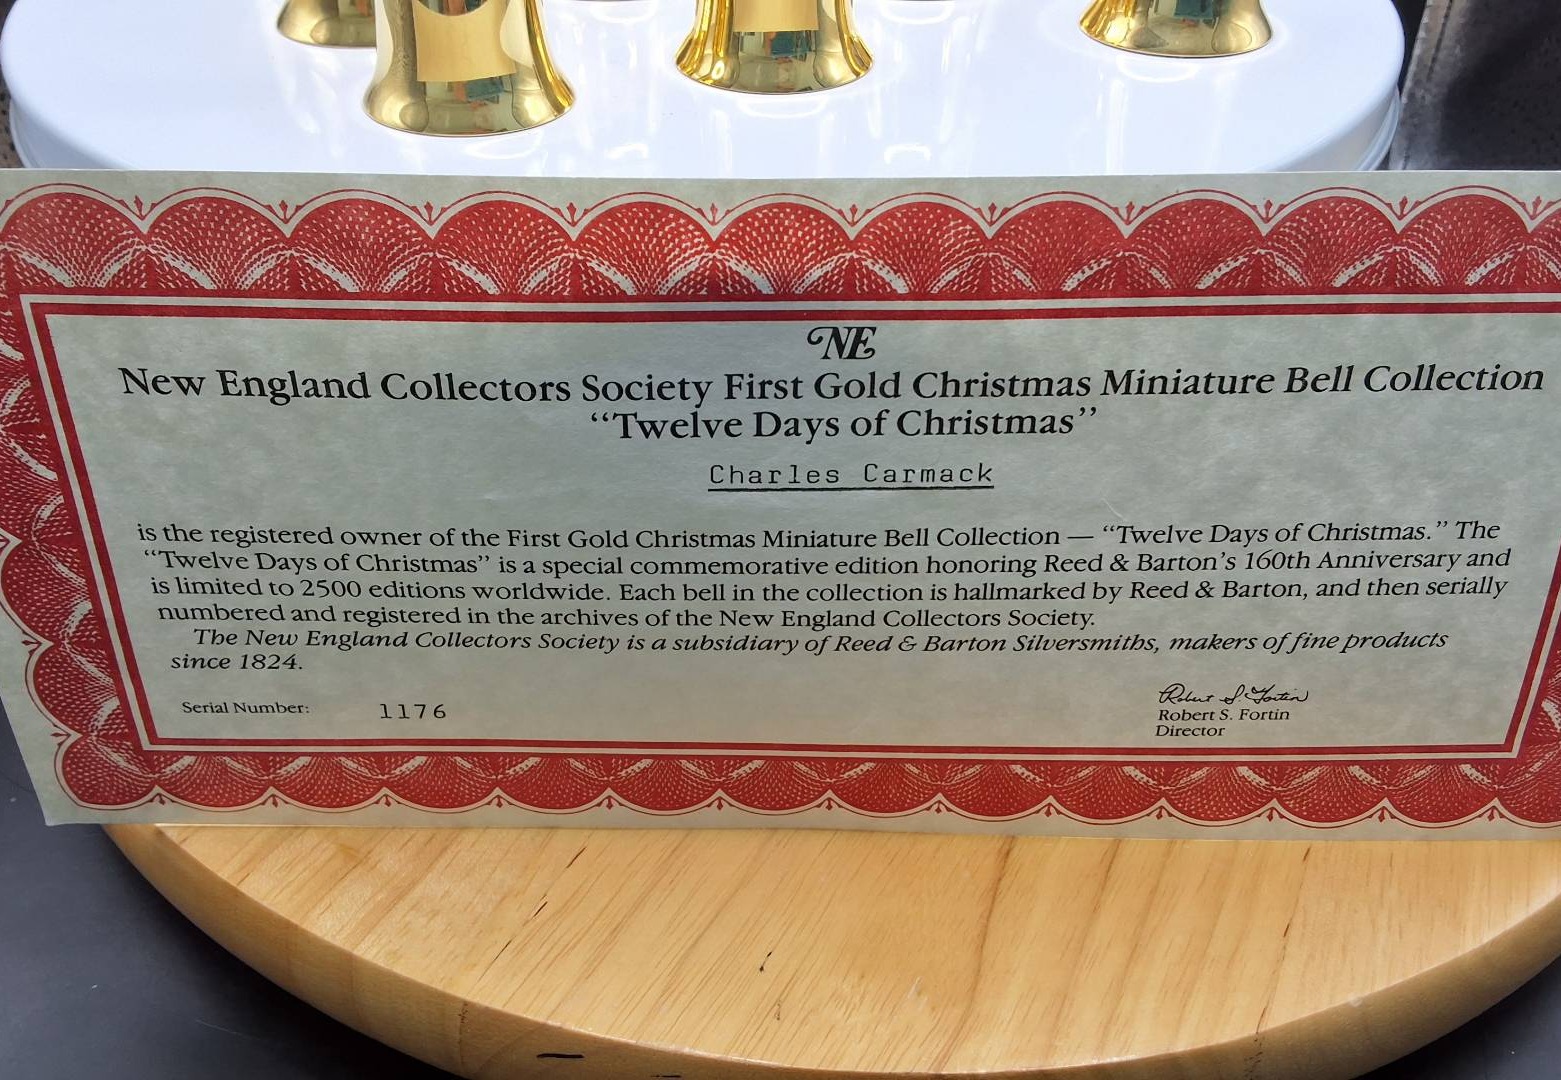 NE
New England Collectors Society First Gold Christmas Miniature Bell Collection
“Twelve Days of Christmas”
Charles Carmack
is the registered owner of the First Gold Christmas Miniature Bell Collection — “Twelve Days of Christmas.” The
“Twelve Days of Christmas” is a special commemorative edition honoring Reed & Barton’s 160th Anniversary and
is limited to 2500 editions worldwide. Each bell in the collection is hallmarked by Reed & Barton, and then serially
numbered and registered in the archives of the New England Collectors Society.
The New England Collectors Society is a subsidiary of Reed & Barton Silversmiths, makers of fine products
since 1824.
Serial Number: 1176
Robert S. Fortin
Robert S. Fortin
Director